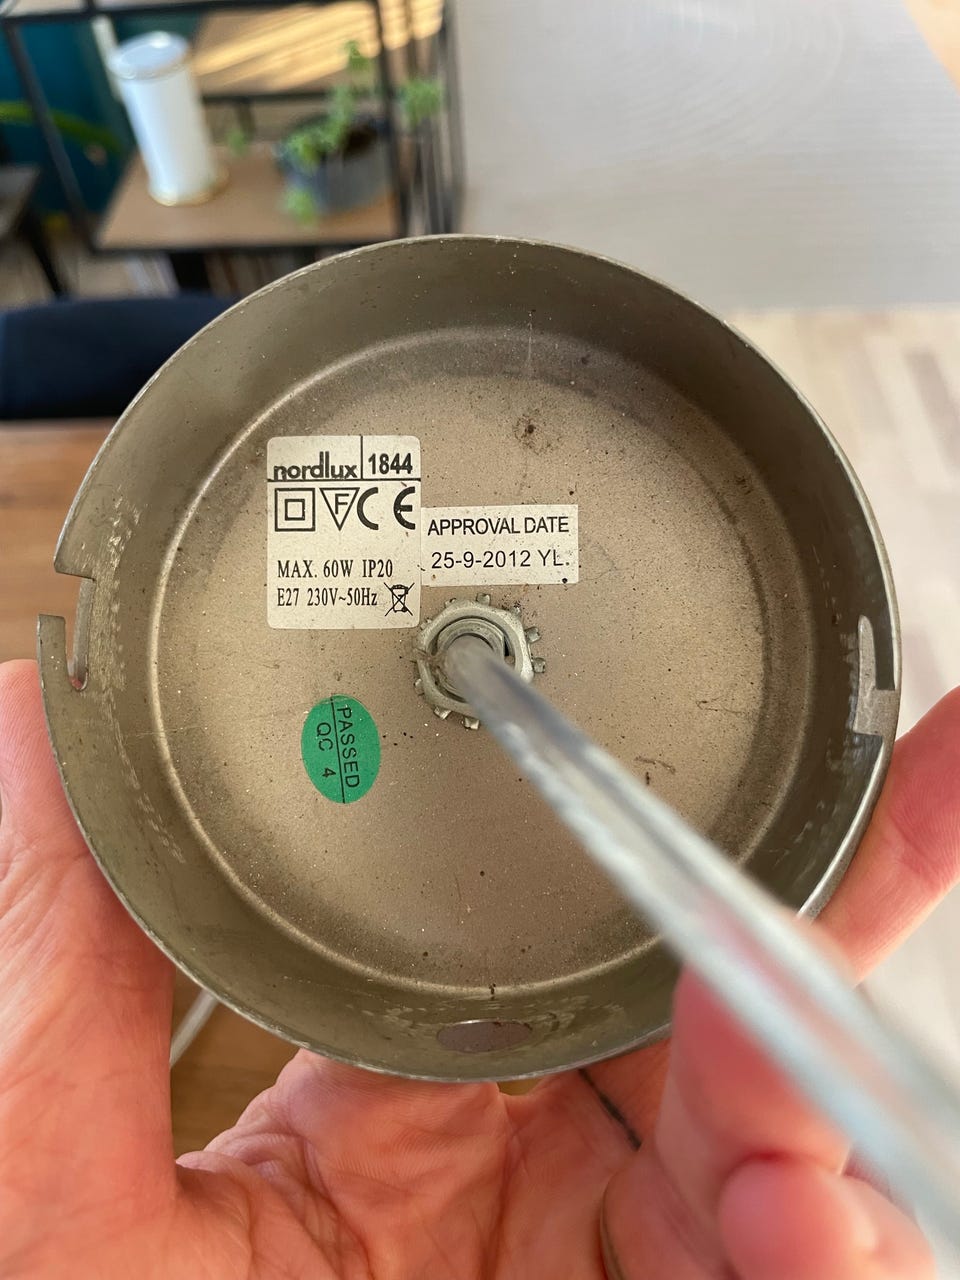 nordlux 1844
F CE
MAX. 60W IP20
E27 230V~50Hz
APPROVAL DATE
25-9-2012 YL.
PASSED
QC 4